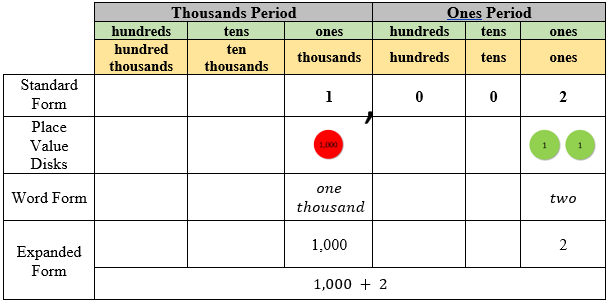 Thousands Period Ones Period
hundreds tens ones hundreds tens ones
hundred thousands ten thousands thousands hundreds tens ones
Standard Form 1 , 0 0 2
Place Value Disks 1,000 1 1
Word Form one thousand two
Expanded Form 1,000 2
1,000 + 2